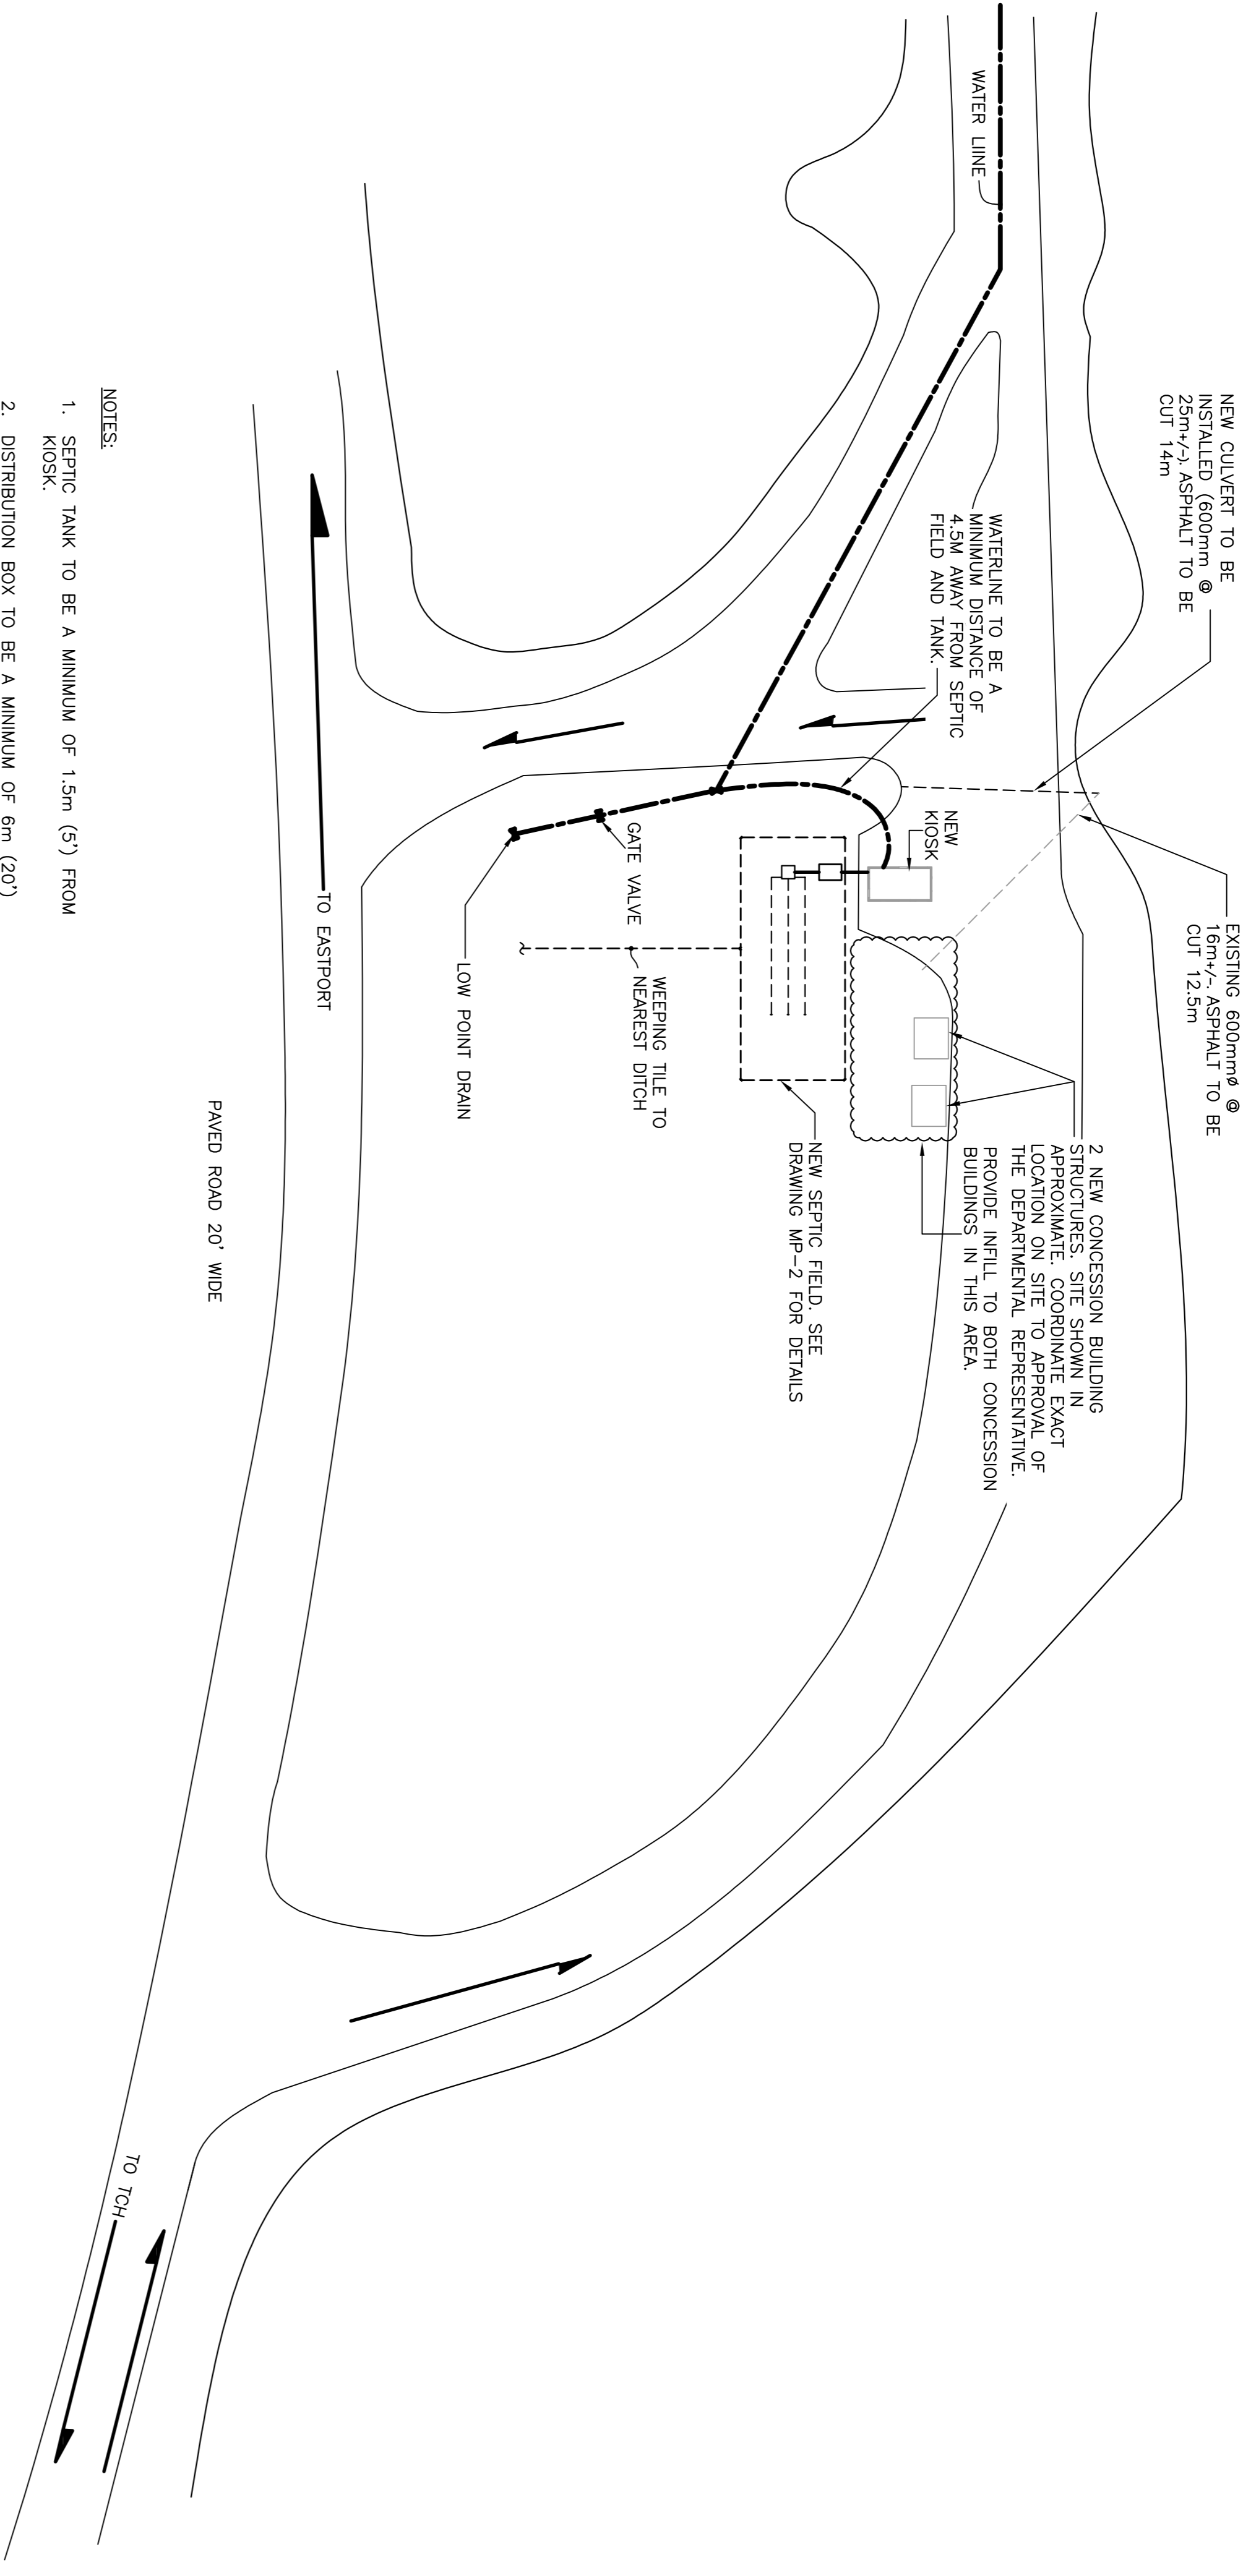 NEW CULVERT TO BE
INSTALLED (600mm @
25m+/-). ASPHALT TO BE
CUT 14m
EXISTING 600mmø @
16m+/-. ASPHALT TO BE
CUT 12.5m
WATER LIINE
WATERLINE TO BE A
MINIMUM DISTANCE OF
4.5M AWAY FROM SEPTIC
FIELD AND TANK.
NEW
KIOSK
2 NEW CONCESSION BUILDING
STRUCTURES. SITE SHOWN IN
APPROXIMATE. COORDINATE EXACT
LOCATION ON SITE TO APPROVAL OF
THE DEPARTMENTAL REPRESENTATIVE.
PROVIDE INFILL TO BOTH CONCESSION
BUILDINGS IN THIS AREA.
NEW SEPTIC FIELD. SEE
DRAWING MP-2 FOR DETAILS
GATE VALVE
WEEPING TILE TO
NEAREST DITCH
LOW POINT DRAIN
TO EASTPORT
PAVED ROAD 20' WIDE
TO TCH
NOTES:
1. SEPTIC TANK TO BE A MINIMUM OF 1.5m (5') FROM
KIOSK.
2. DISTRIBUTION BOX TO BE A MINIMUM OF 6m (20')